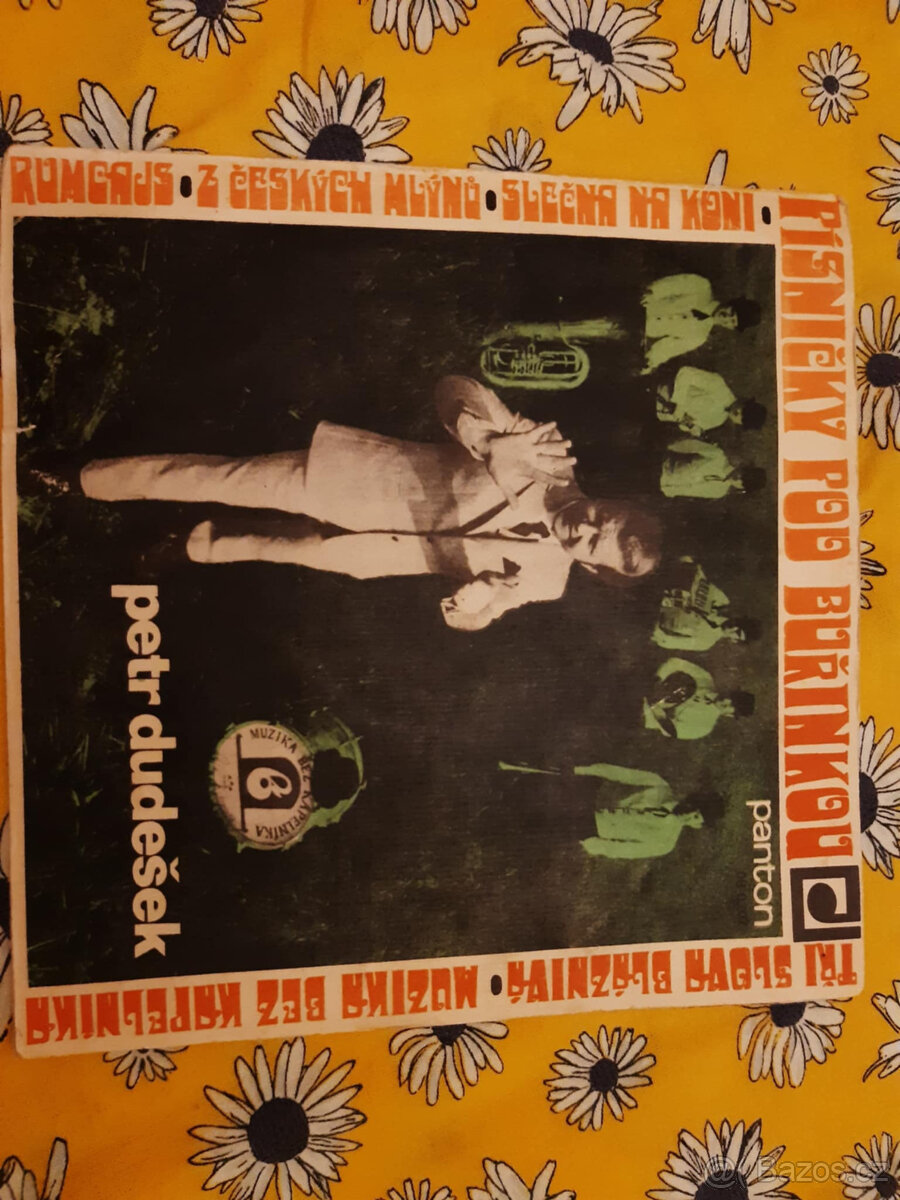 RUMCAJS • Z ČESKÝCH MLÝNŮ • SLEČNA NA KONI •
PÍSNIČKY POD BUŘINKOU
panton
TŘI SLOVA BLÁZNIVÁ • MUZIKA BEZ KAPELNÍKA
MUZIKA BEZ KAPELNÍKA
petr dudešek
@ Bazos.cz